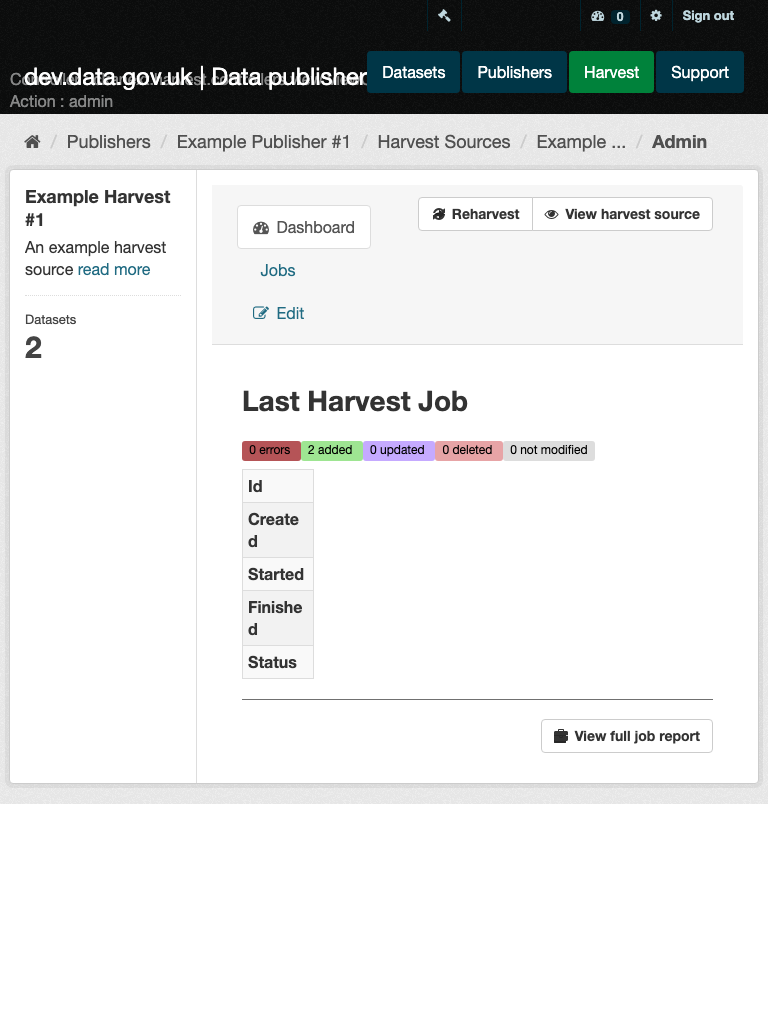 0
Sign out
dev.data.gov.uk | Data publisher
Action : admin
Datasets
Publishers
Harvest
Support
/ Publishers / Example Publisher #1 / Harvest Sources / Example ... / Admin
Example Harvest
#1
An example harvest
source read more
Datasets
2
Dashboard
Jobs
Edit
Reharvest
View harvest source
Last Harvest Job
0 errors 2 added 0 updated 0 deleted 0 not modified
Id
Create
d
Started
Finishe
d
Status
View full job report